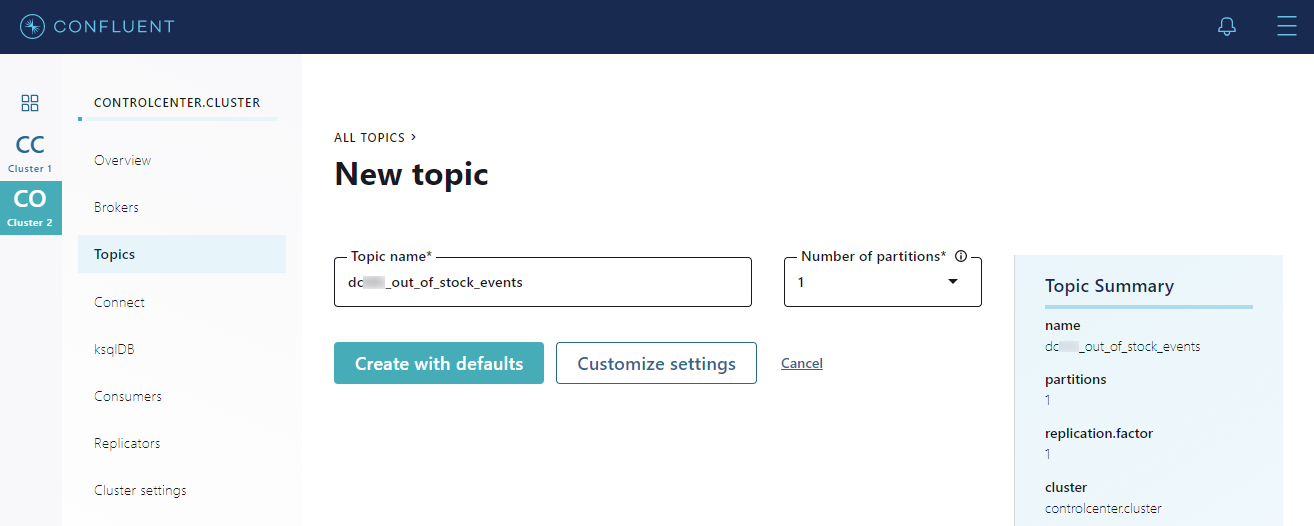 CONFLUENT
CC
Cluster 1
CO
Cluster 2
CONTROLCENTER.CLUSTER
Overview
Brokers
Topics
Connect
ksqlDB
Consumers
Replicators
Cluster settings
ALL TOPICS >
New topic
Topic name*
dc _out_of_stock_events
Number of partitions*
1
Create with defaults
Customize settings
Cancel
Topic Summary
name
dc _out_of_stock_events
partitions
1
replication.factor
1
cluster
controlcenter.cluster